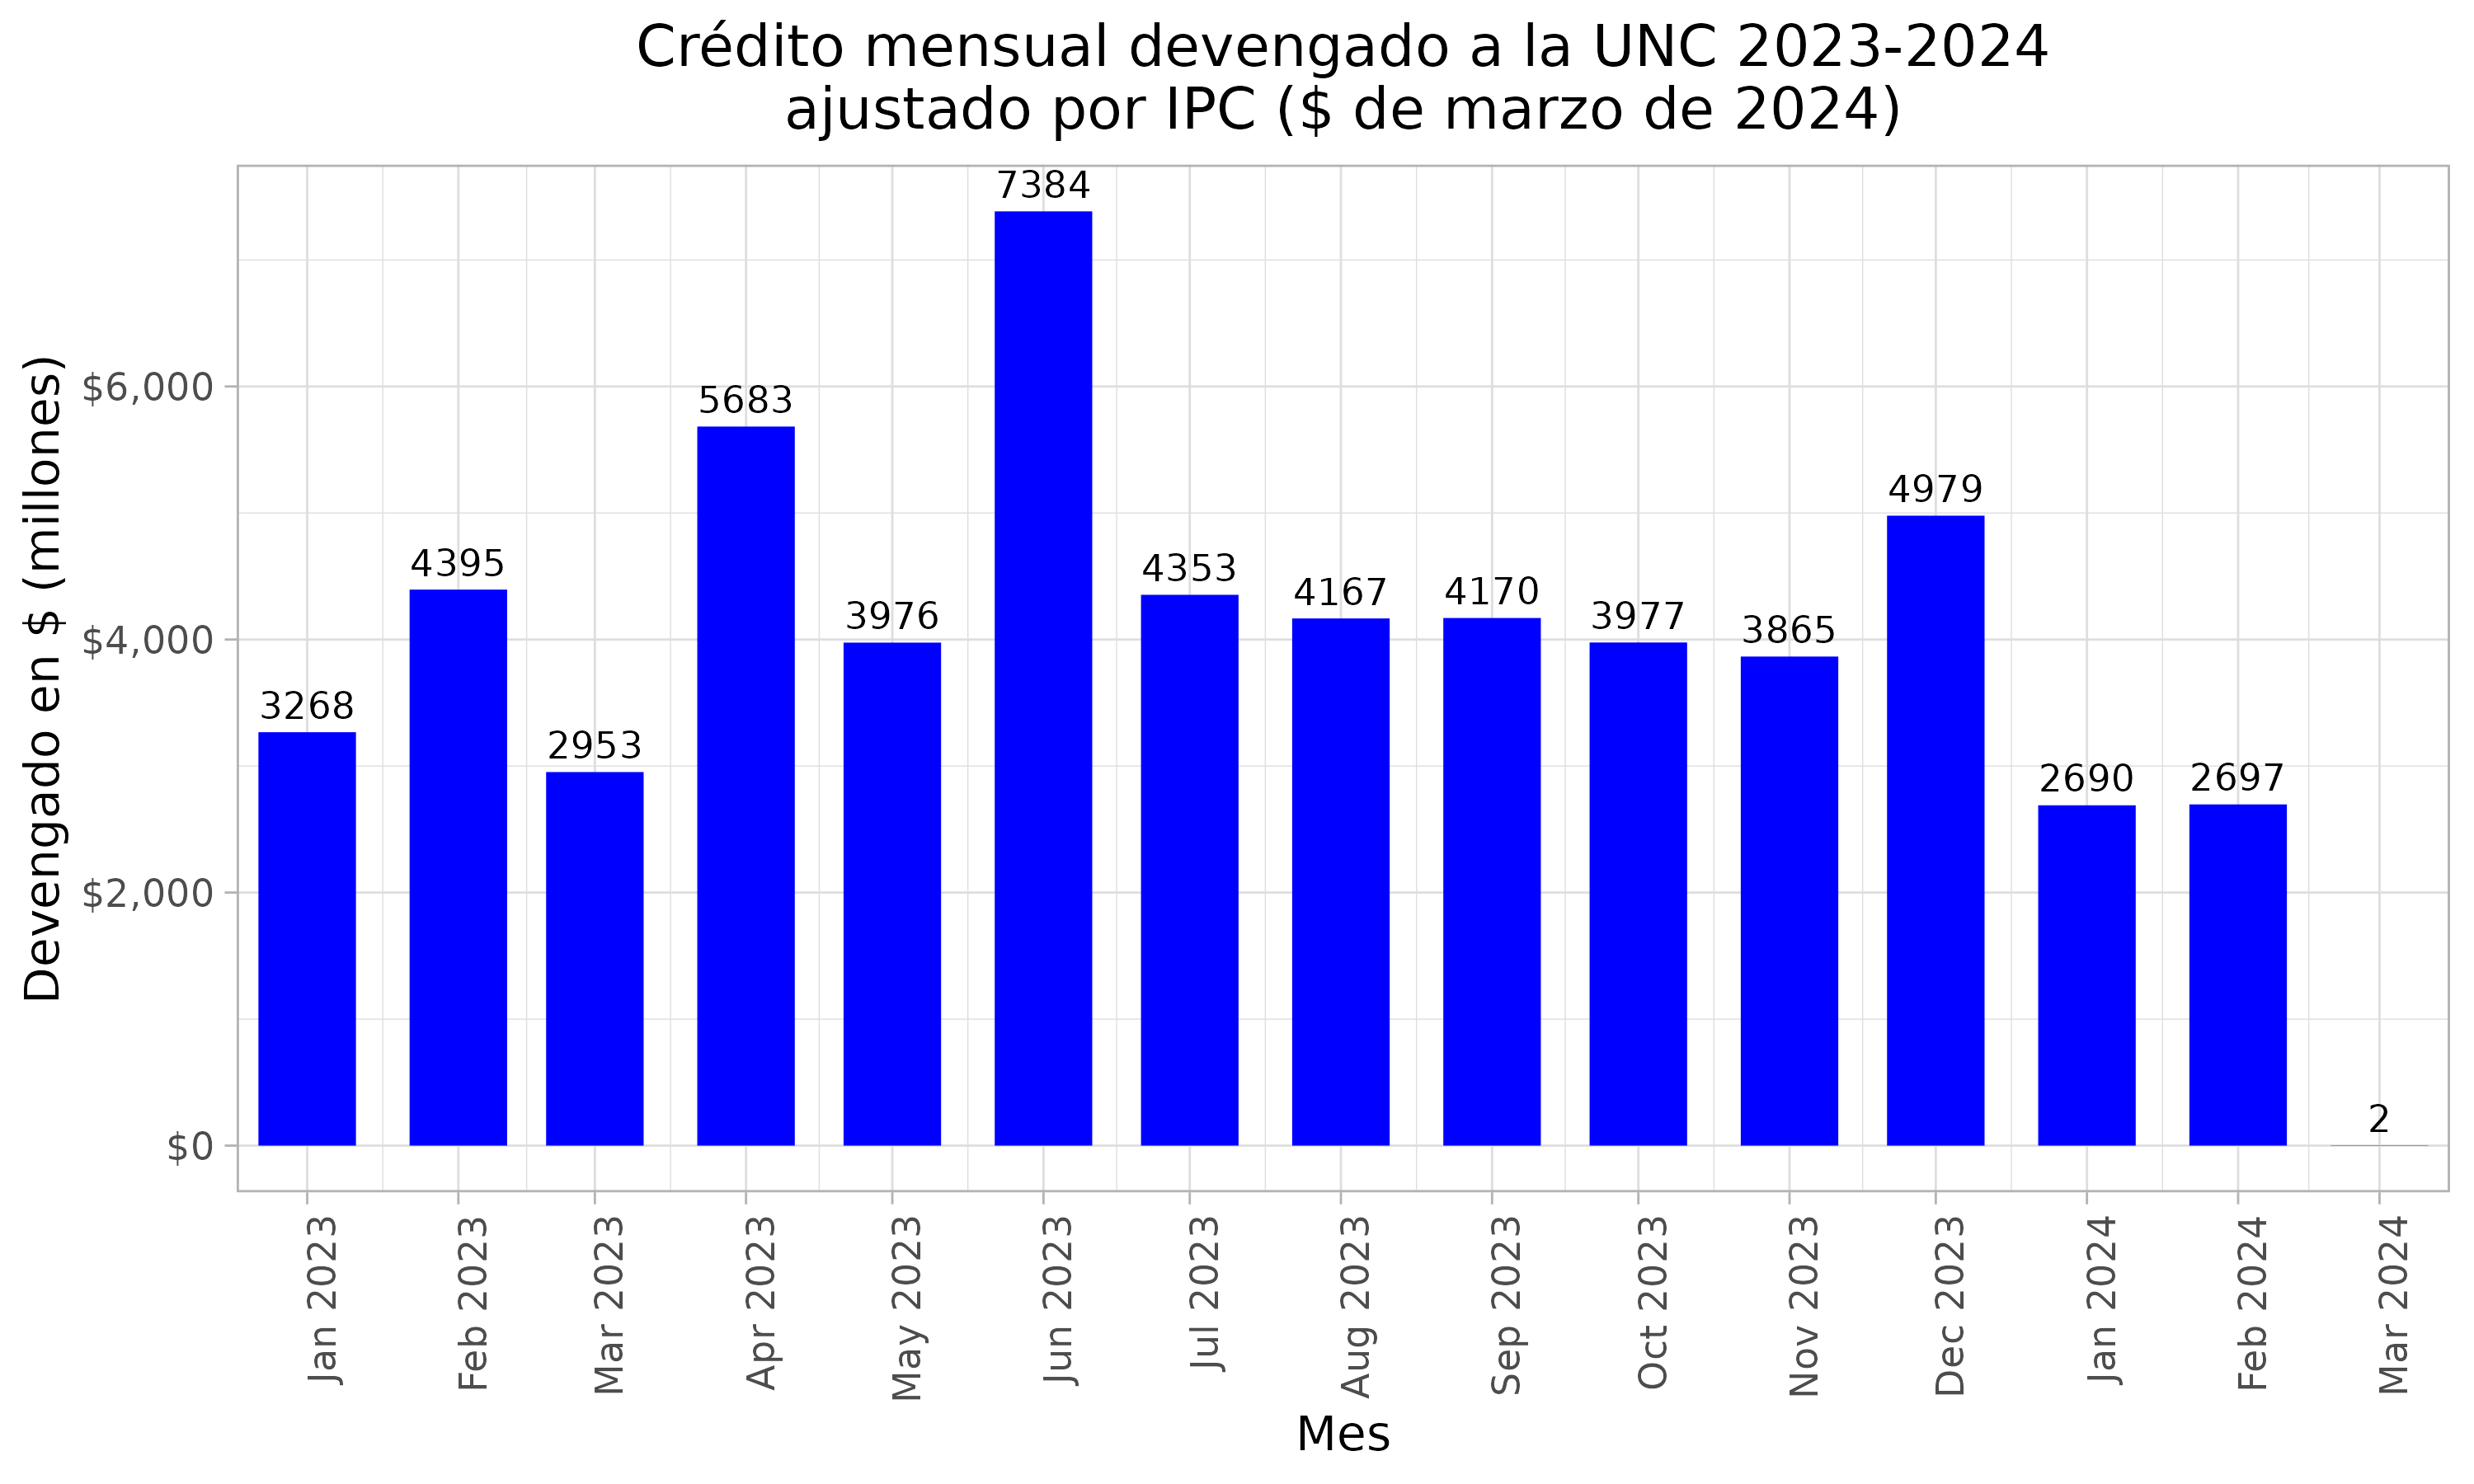 Crédito mensual devengado a la UNC 2023-2024
ajustado por IPC ($ de marzo de 2024)
Devengado en $ (millones)
$6,000
$4,000
$2,000
$0
3268
4395
2953
5683
3976
7384
4353
4167
4170
3977
3865
4979
2690
2697
2
Jan 2023
Feb 2023
Mar 2023
Apr 2023
May 2023
Jun 2023
Jul 2023
Aug 2023
Sep 2023
Oct 2023
Nov 2023
Dec 2023
Jan 2024
Feb 2024
Mar 2024
Mes